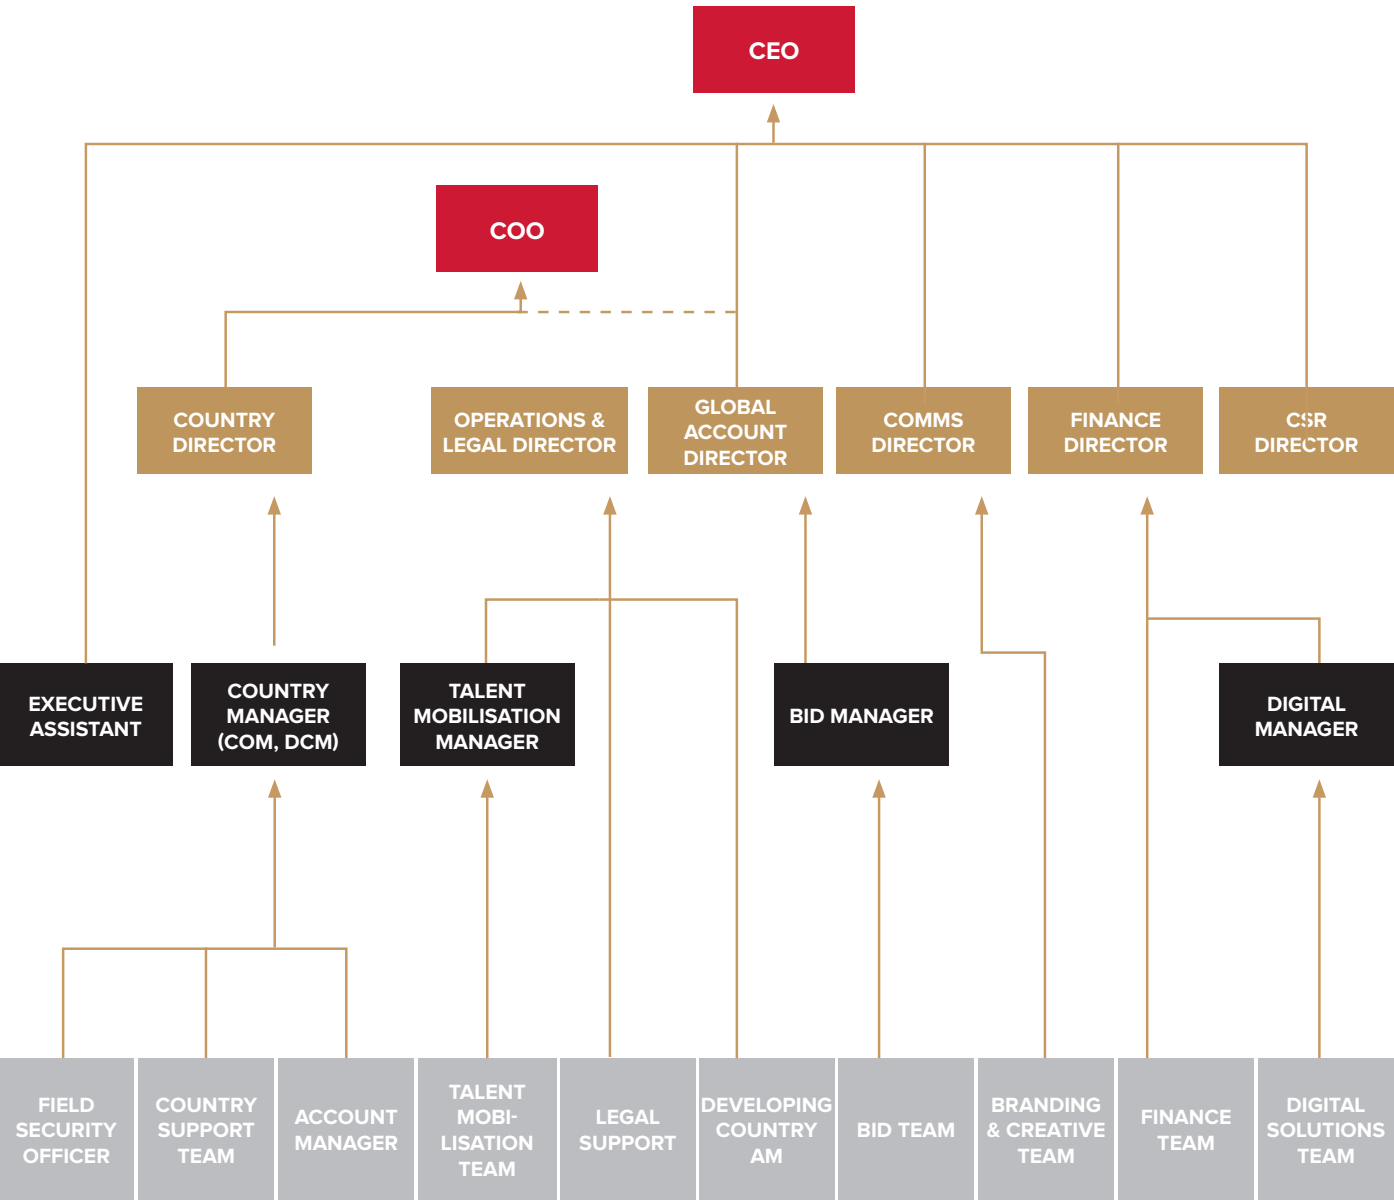 CEO
COO
COUNTRY
DIRECTOR
OPERATIONS &
LEGAL DIRECTOR
GLOBAL
ACCOUNT
DIRECTOR
COMMS
DIRECTOR
FINANCE
DIRECTOR
CSR
DIRECTOR
EXECUTIVE
ASSISTANT
COUNTRY
MANAGER
(COM, DCM)
TALENT
MOBILISATION
MANAGER
BID MANAGER
DIGITAL
MANAGER
FIELD
SECURITY
OFFICER
COUNTRY
SUPPORT
TEAM
ACCOUNT
MANAGER
TALENT
MOBI-
LISATION
TEAM
LEGAL
SUPPORT
DEVELOPING
COUNTRY
AM
BID TEAM
BRANDING
& CREATIVE
TEAM
FINANCE
TEAM
DIGITAL
SOLUTIONS
TEAM